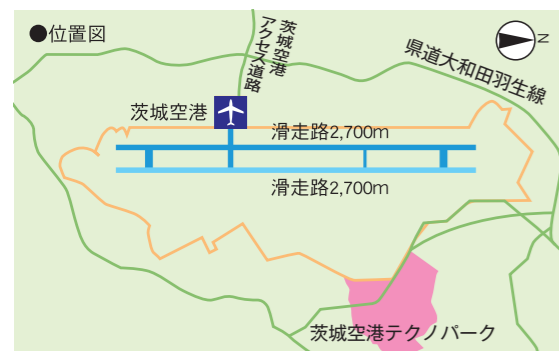 ●位置図
茨城空港
アクセス道路
N
県道大和田羽生線
茨城空港
滑走路2,700m
滑走路2,700m
茨城空港テクノパーク